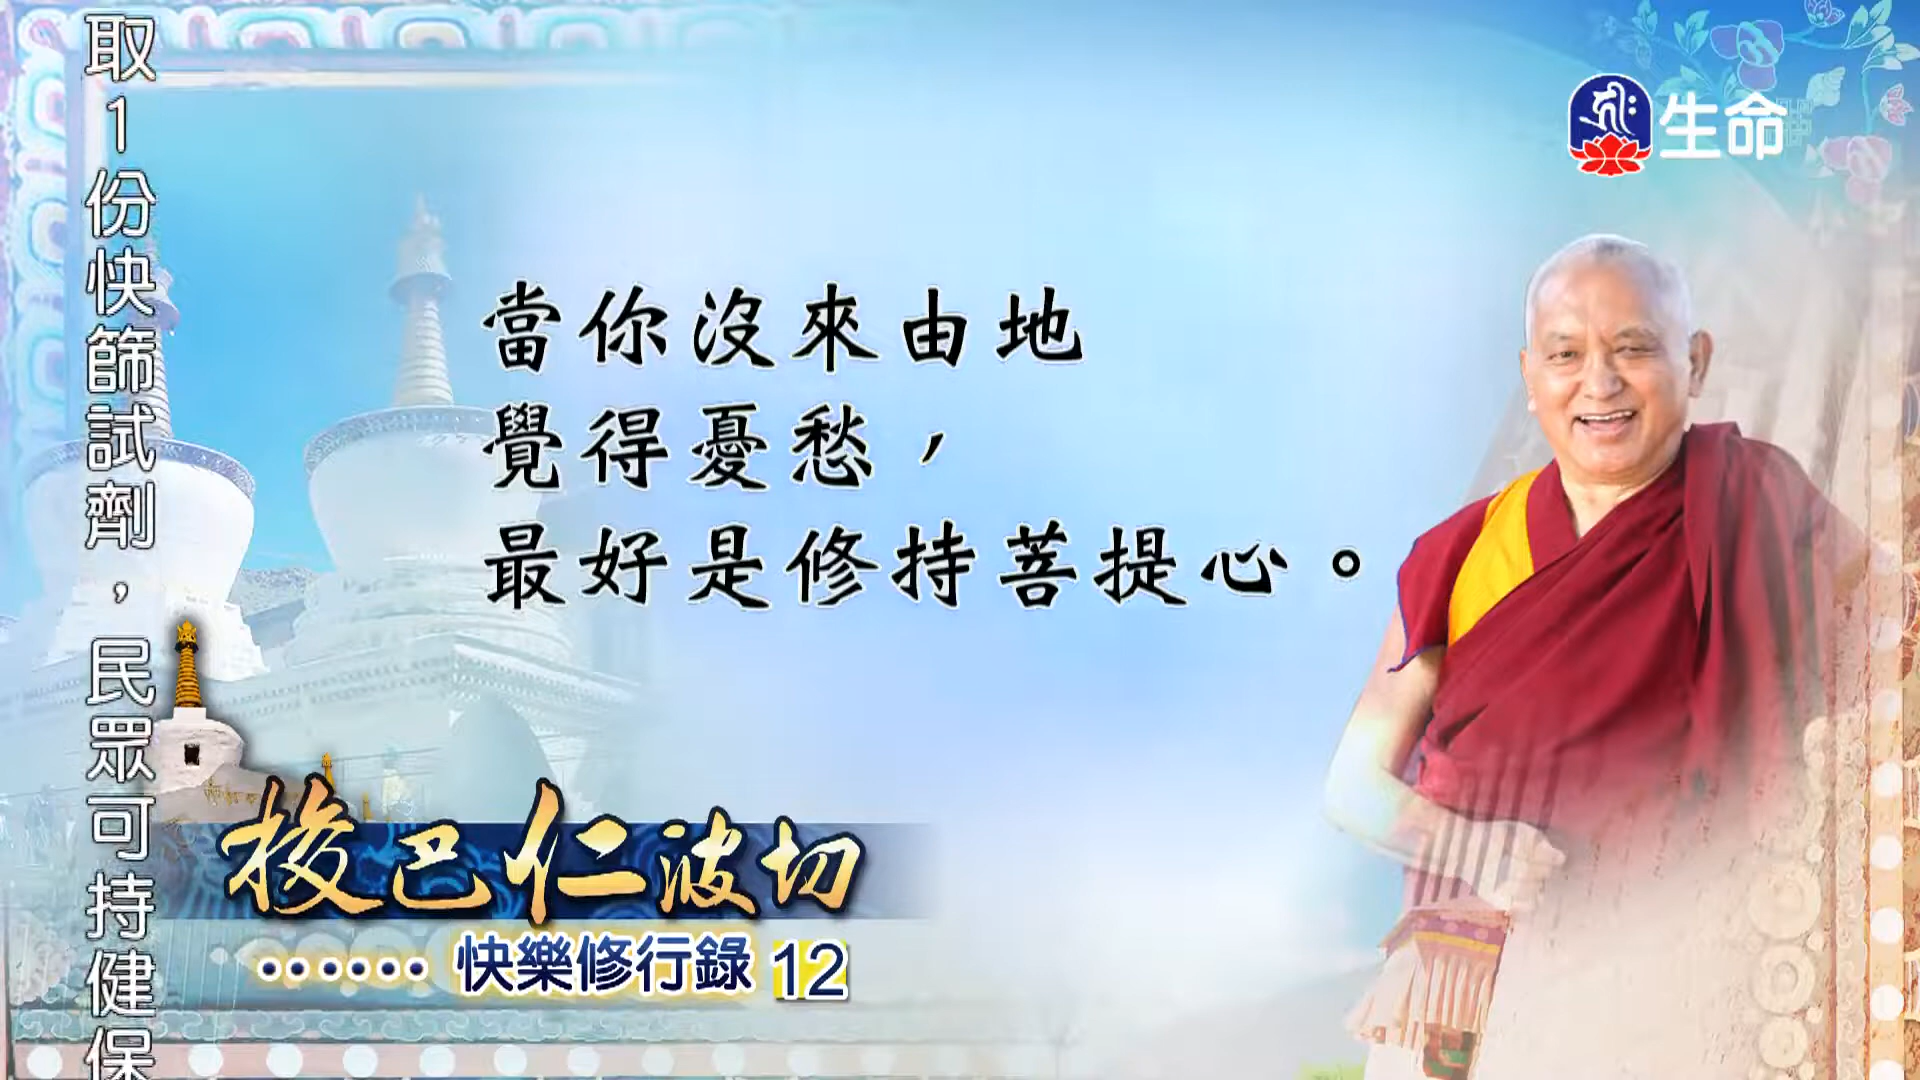 取1份快篩試劑，民眾可持健保
生命
當你沒來由地
覺得憂愁，
最好是修持菩提心。
梭巴仁波切
快樂修行錄 12